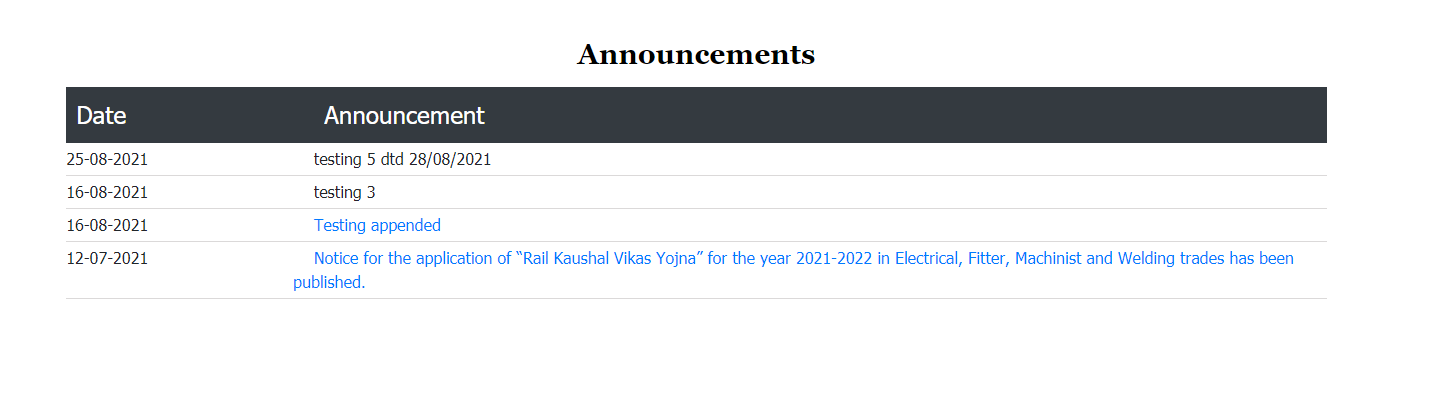 Announcements
Date Announcement
25-08-2021 testing 5 dtd 28/08/2021
16-08-2021 testing 3
16-08-2021 Testing appended
12-07-2021 Notice for the application of “Rail Kaushal Vikas Yojna” for the year 2021-2022 in Electrical, Fitter, Machinist and Welding trades has been
published.